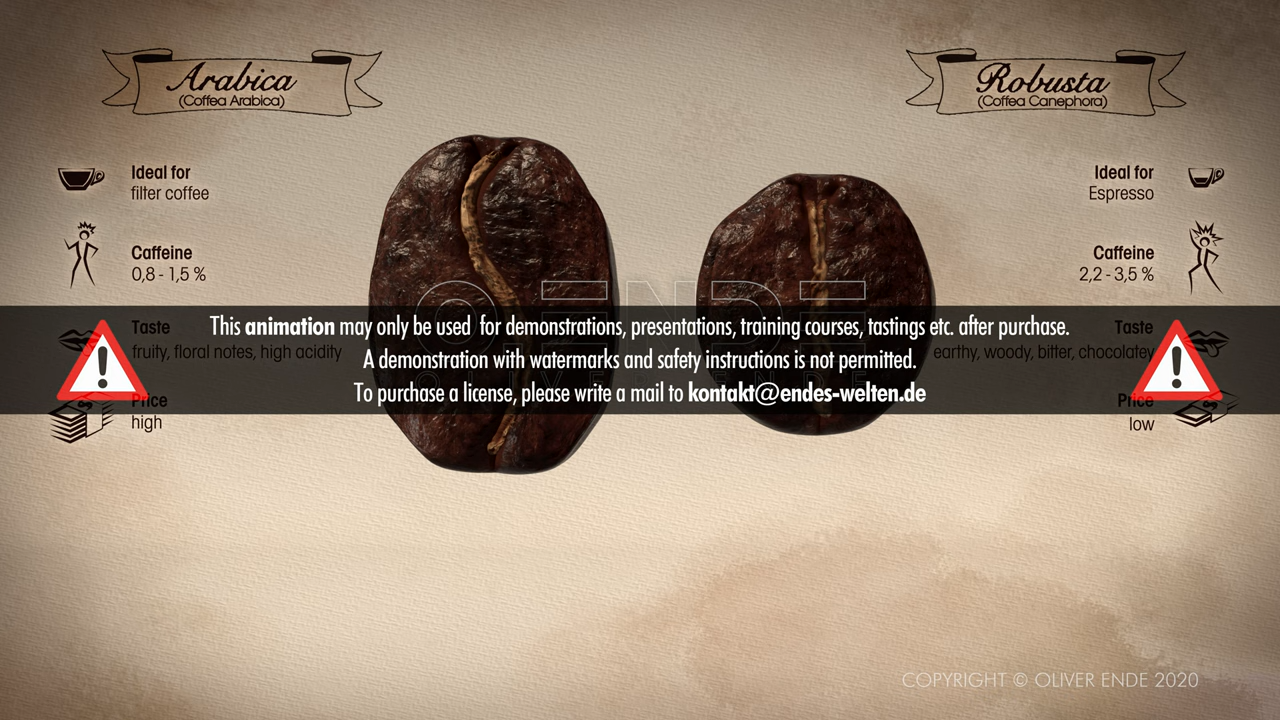 Arabica
(Coffea Arabica)
Ideal for
filter coffee
Caffeine
0,8 - 1,5 %
Taste
fruity, floral notes, high acidity
Price
high
Robusta
(Coffea Canephora)
Ideal for
Espresso
Caffeine
2,2 - 3,5 %
Taste
earthy, woody, bitter, chocolatey
Price
low
O ENDE
OLIVER ENDE
This animation may only be used for demonstrations, presentations, training courses, tastings etc. after purchase.
A demonstration with watermarks and safety instructions is not permitted.
To purchase a license, please write a mail to kontakt@endes-welten.de
COPYRIGHT © OLIVER ENDE 2020